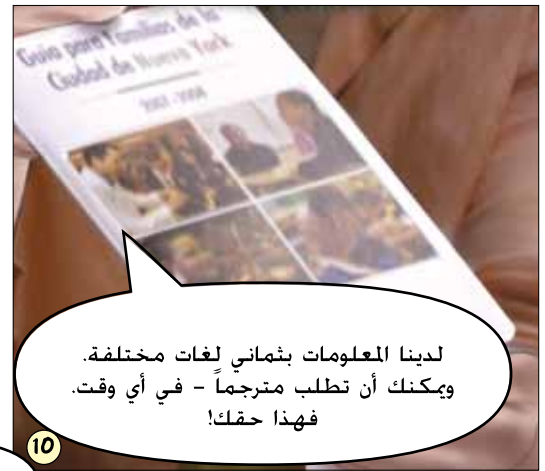 Guía para Familias de la
Ciudad de Nueva York
2007-2008
لدينا المعلومات بثماني لغات مختلفة.
ويمكنك أن تطلب مترجماً – في أي وقت.
فهذا حقك!
10